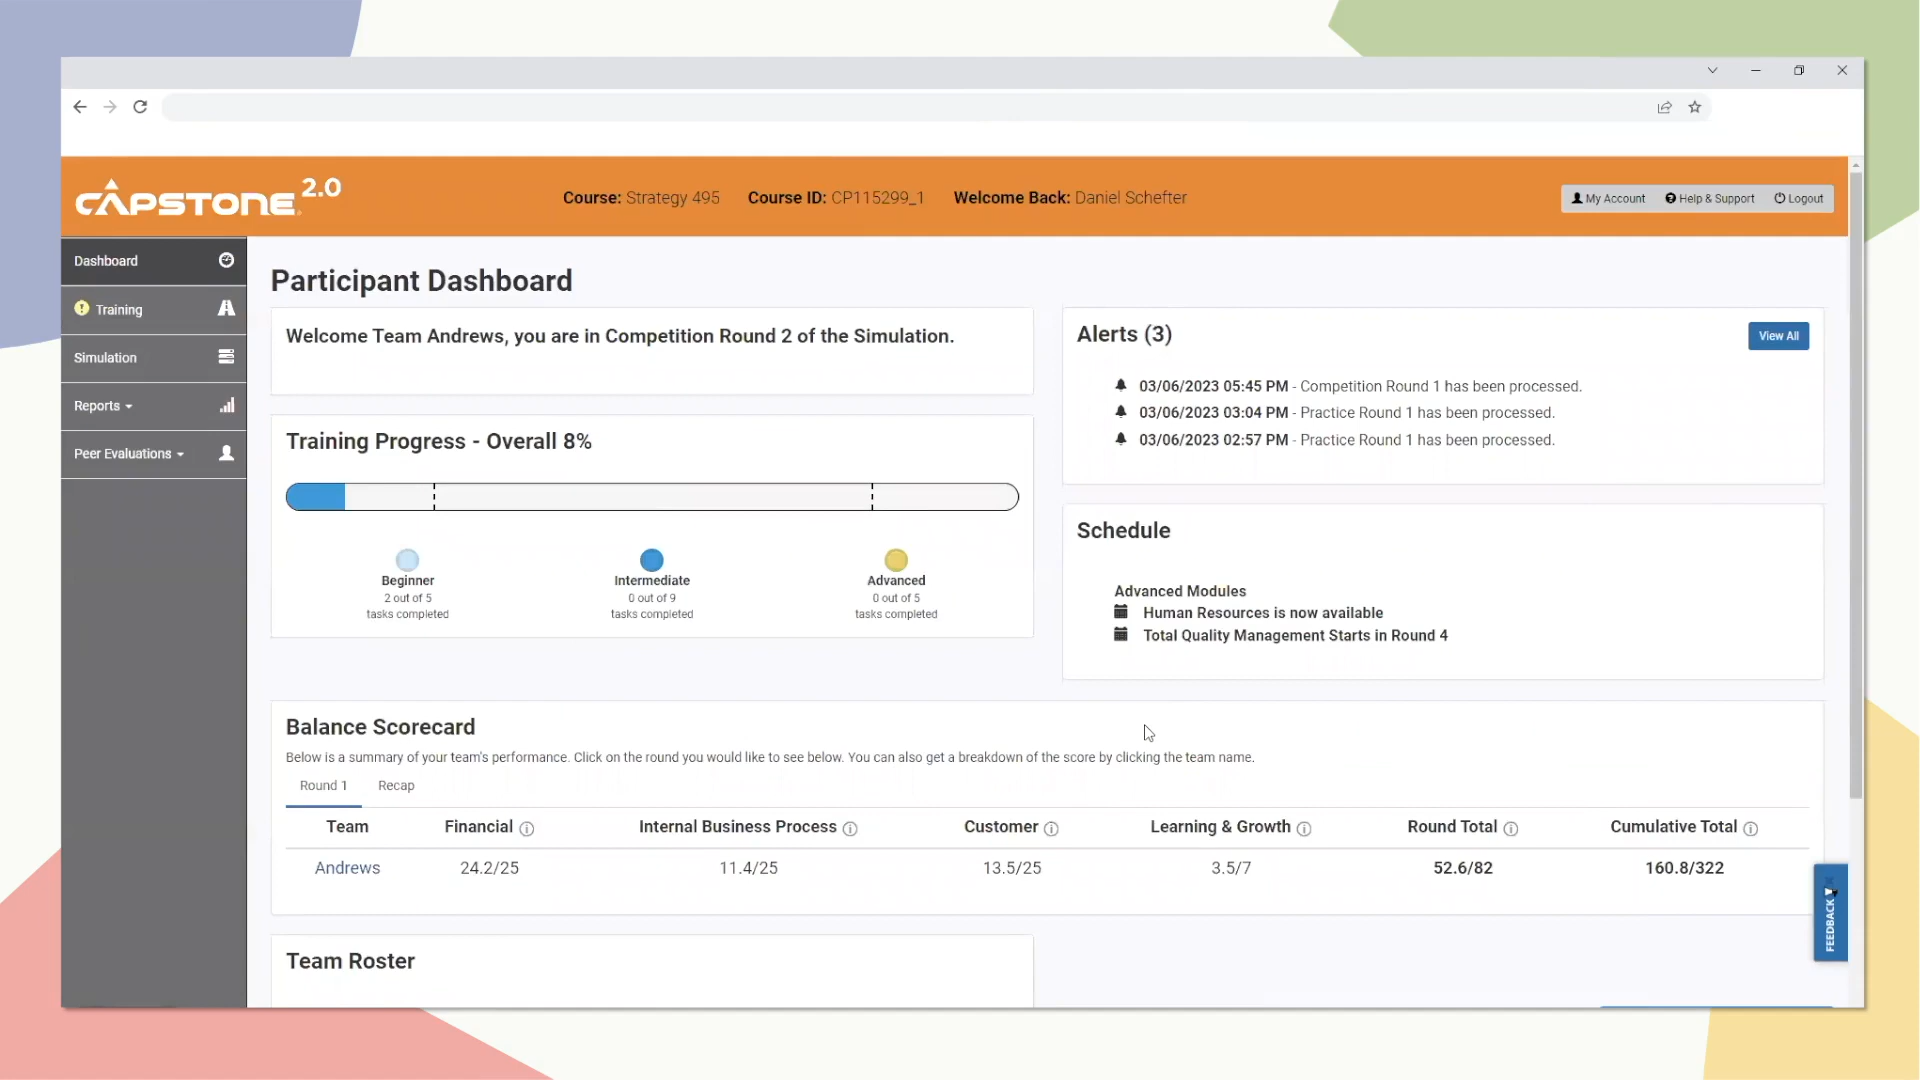 CAPSTONE 2.0
Course: Strategy 495 Course ID: CP115299_1 Welcome Back: Daniel Schefter
My Account Help & Support Logout
Dashboard
Training
Simulation
Reports
Peer Evaluations
Participant Dashboard
Welcome Team Andrews, you are in Competition Round 2 of the Simulation.
Training Progress - Overall 8%
Beginner
2 out of 5
tasks completed
Intermediate
0 out of 9
tasks completed
Advanced
0 out of 5
tasks completed
Alerts (3)
View All
03/06/2023 05:45 PM - Competition Round 1 has been processed.
03/06/2023 03:04 PM - Practice Round 1 has been processed.
03/06/2023 02:57 PM - Practice Round 1 has been processed.
Schedule
Advanced Modules
Human Resources is now available
Total Quality Management Starts in Round 4
Balance Scorecard
Below is a summary of your team's performance. Click on the round you would like to see below. You can also get a breakdown of the score by clicking the team name.
Round 1 Recap
Team Financial Internal Business Process Customer Learning & Growth Round Total Cumulative Total
Andrews 24.2/25 11.4/25 13.5/25 3.5/7 52.6/82 160.8/322
FEEDBACK
Team Roster